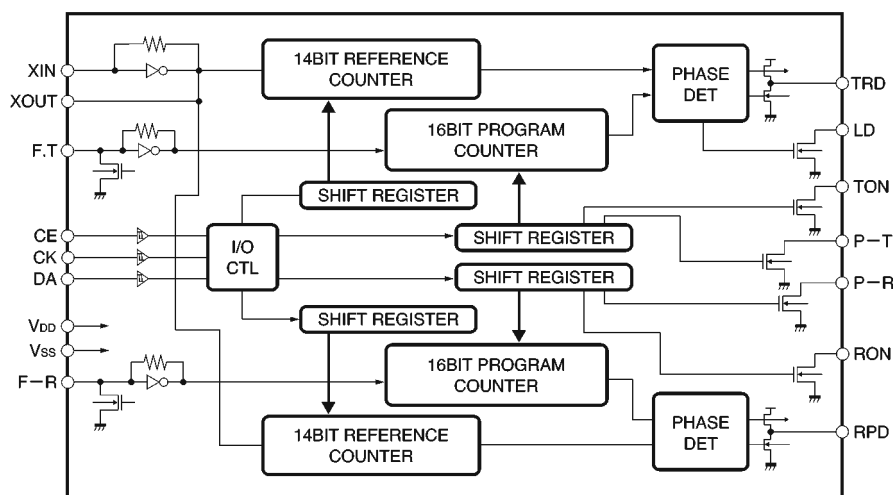 XIN
XOUT
F.T
CE
CK
DA
VDD
VSS
F-R
14BIT REFERENCE
COUNTER
16BIT PROGRAM
COUNTER
SHIFT REGISTER
I/O
CTL
SHIFT REGISTER
SHIFT REGISTER
SHIFT REGISTER
16BIT PROGRAM
COUNTER
14BIT REFERENCE
COUNTER
PHASE
DET
PHASE
DET
TRD
LD
TON
P-T
P-R
RON
RPD